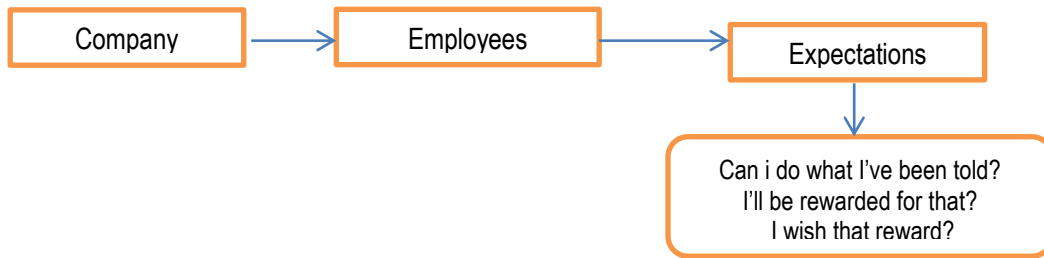 Company
Employees
Expectations
Can i do what I've been told?
I'll be rewarded for that?
I wish that reward?